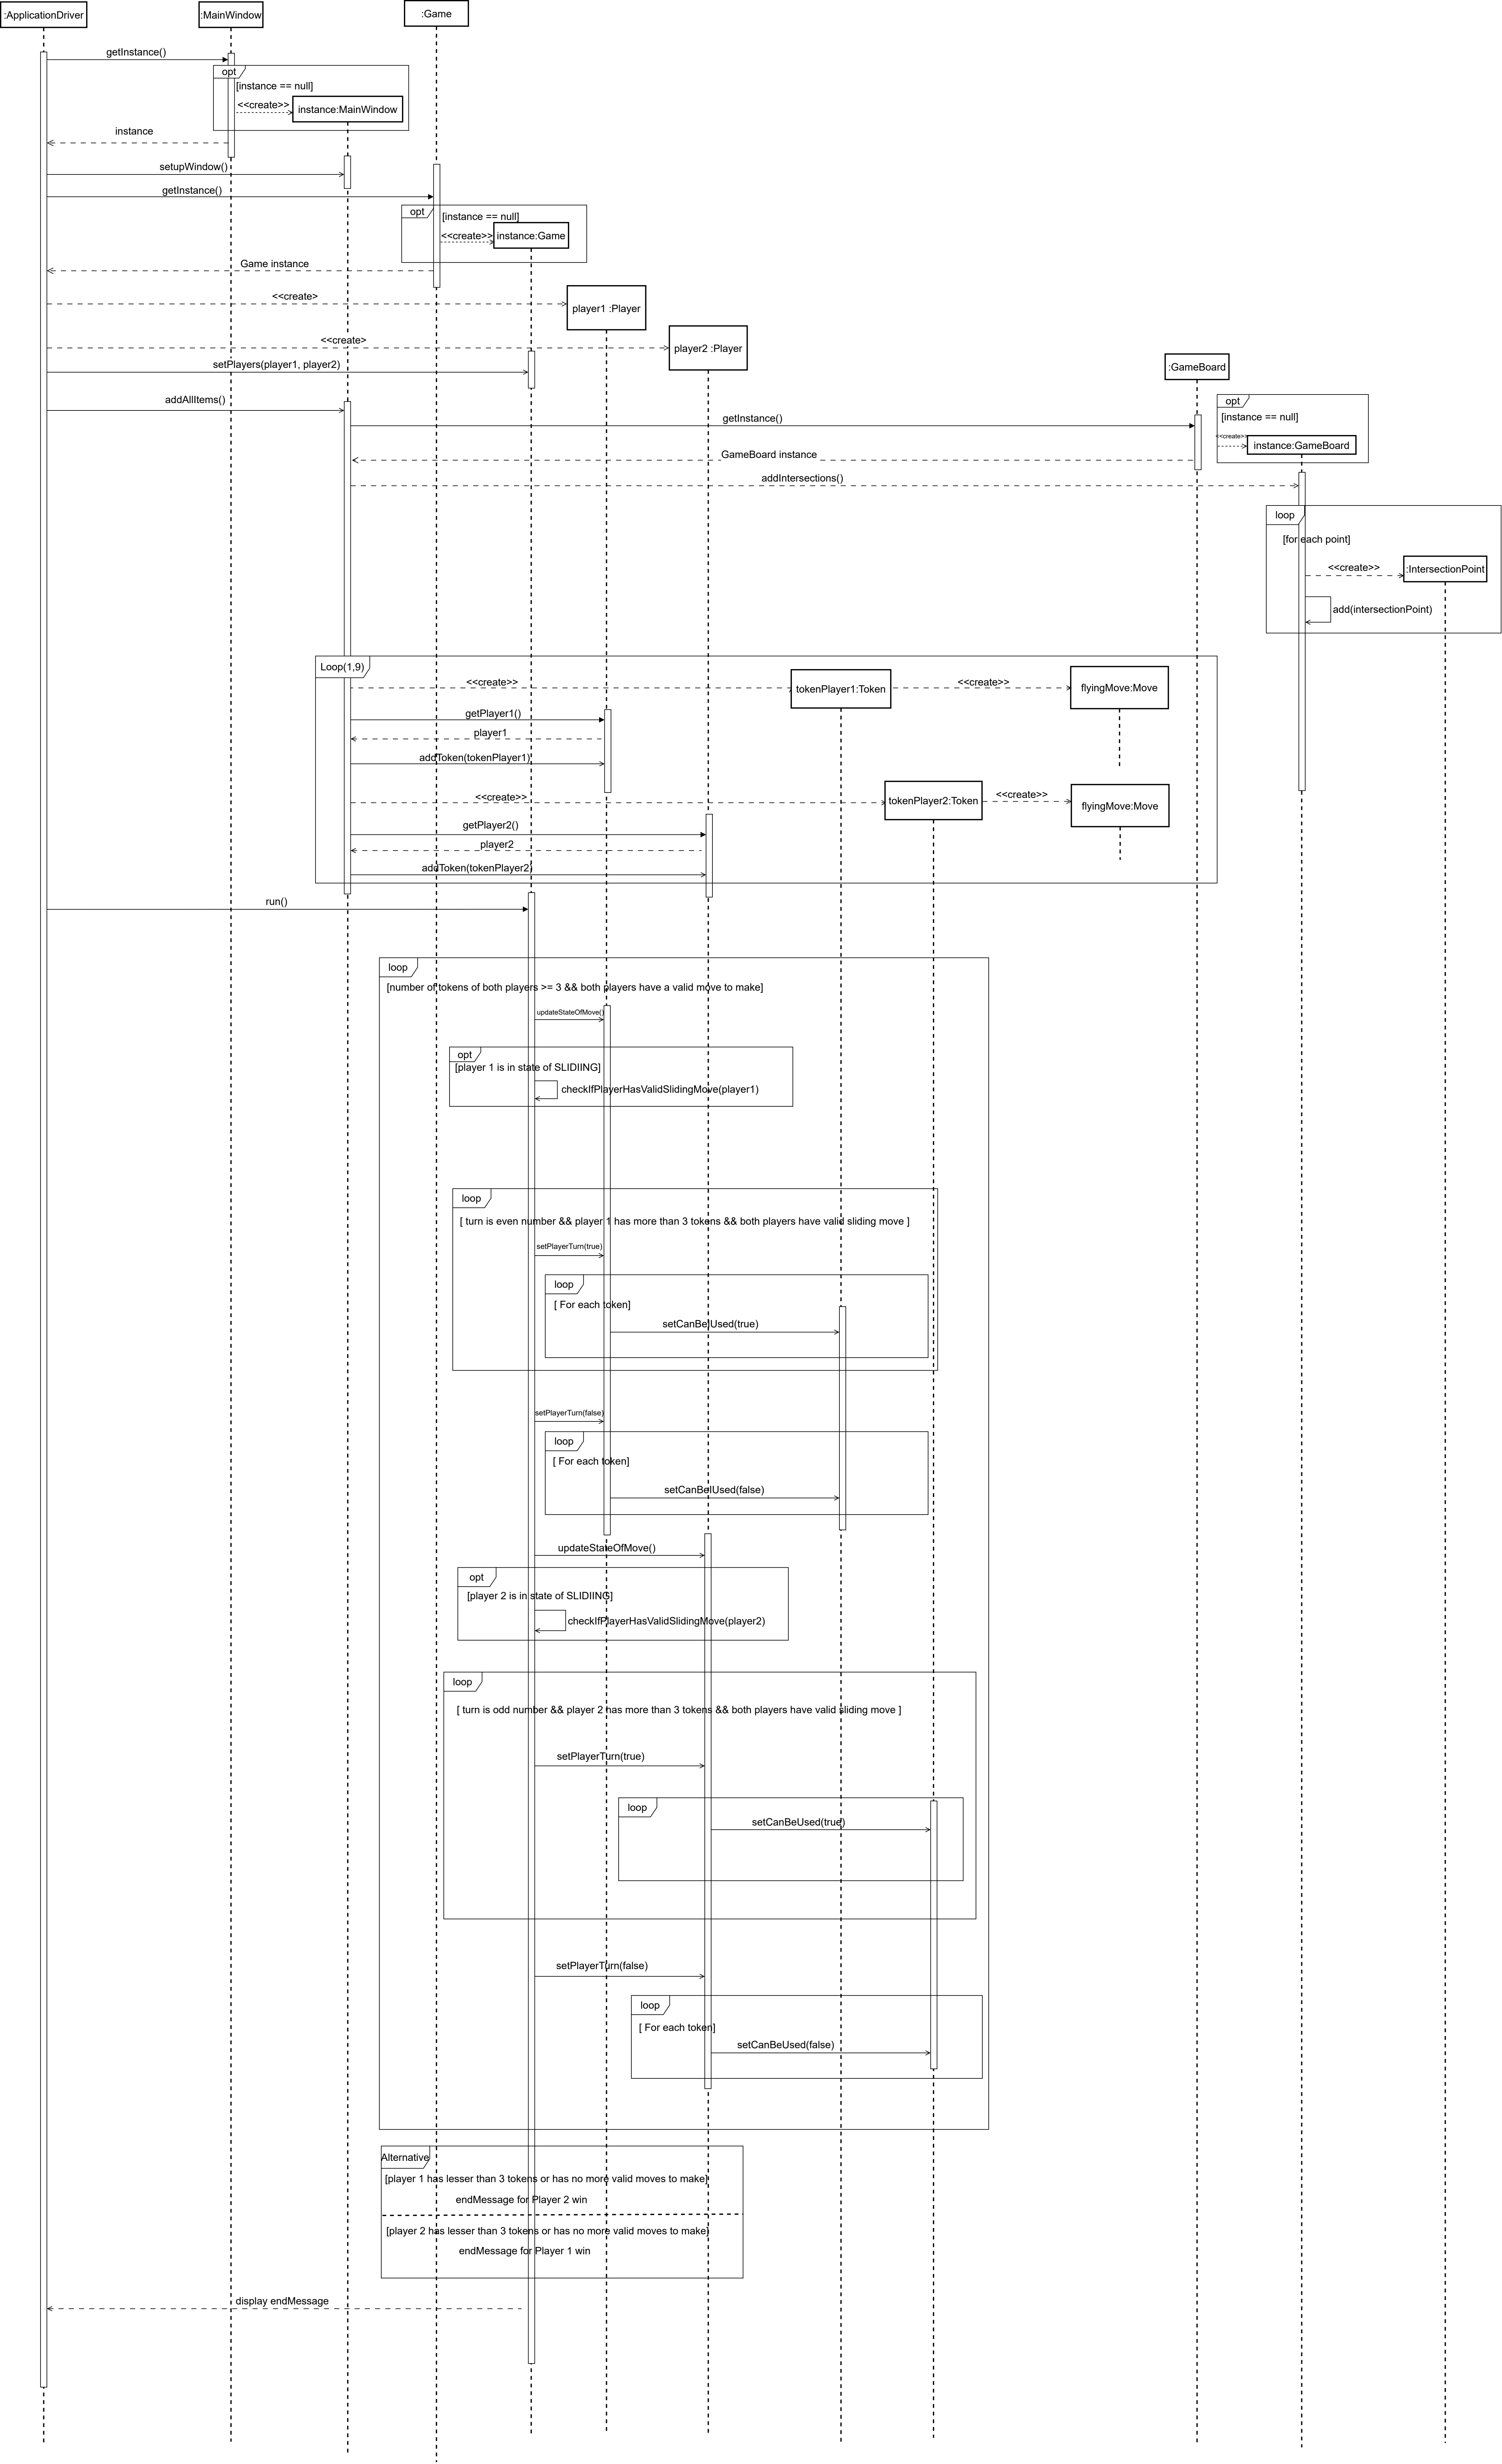 :ApplicationDriver
:MainWindow
:Game
getInstance()
opt
[instance == null]
<<create>>
instance:MainWindow
instance
setupWindow()
getInstance()
opt
[instance == null]
<<create>>
instance:Game
Game instance
<<create>
player1 :Player
<<create>
player2 :Player
setPlayers(player1, player2)
:GameBoard
addAllItems()
opt
[instance == null]
getInstance()
<<create>>
instance:GameBoard
GameBoard instance
addIntersections()
loop
[for each point]
<<create>>
:IntersectionPoint
add(intersectionPoint)
Loop(1,9)
<<create>>
tokenPlayer1:Token
<<create>>
flyingMove:Move
getPlayer1()
player1
addToken(tokenPlayer1)
<<create>>
tokenPlayer2:Token
<<create>>
flyingMove:Move
getPlayer2()
player2
addToken(tokenPlayer2)
run()
loop
[number of tokens of both players >= 3 && both players have a valid move to make]
updateStateOfMove()
opt
[player 1 is in state of SLIDIING]
checkIfPlayerHasValidSlidingMove(player1)
loop
[ turn is even number && player 1 has more than 3 tokens && both players have valid sliding move ]
setPlayerTurn(true)
loop
[ For each token]
setCanBeIUsed(true)
setPlayerTurn(false)
loop
[ For each token]
setCanBeIUsed(false)
updateStateOfMove()
opt
[player 2 is in state of SLIDIING]
checkIfPlayerHasValidSlidingMove(player2)
loop
[ turn is odd number && player 2 has more than 3 tokens && both players have valid sliding move ]
setPlayerTurn(true)
loop
setCanBeUsed(true)
setPlayerTurn(false)
loop
[ For each token]
setCanBeUsed(false)
Alternative
[player 1 has lesser than 3 tokens or has no more valid moves to make]
endMessage for Player 2 win
[player 2 has lesser than 3 tokens or has no more valid moves to make)
endMessage for Player 1 win
display endMessage